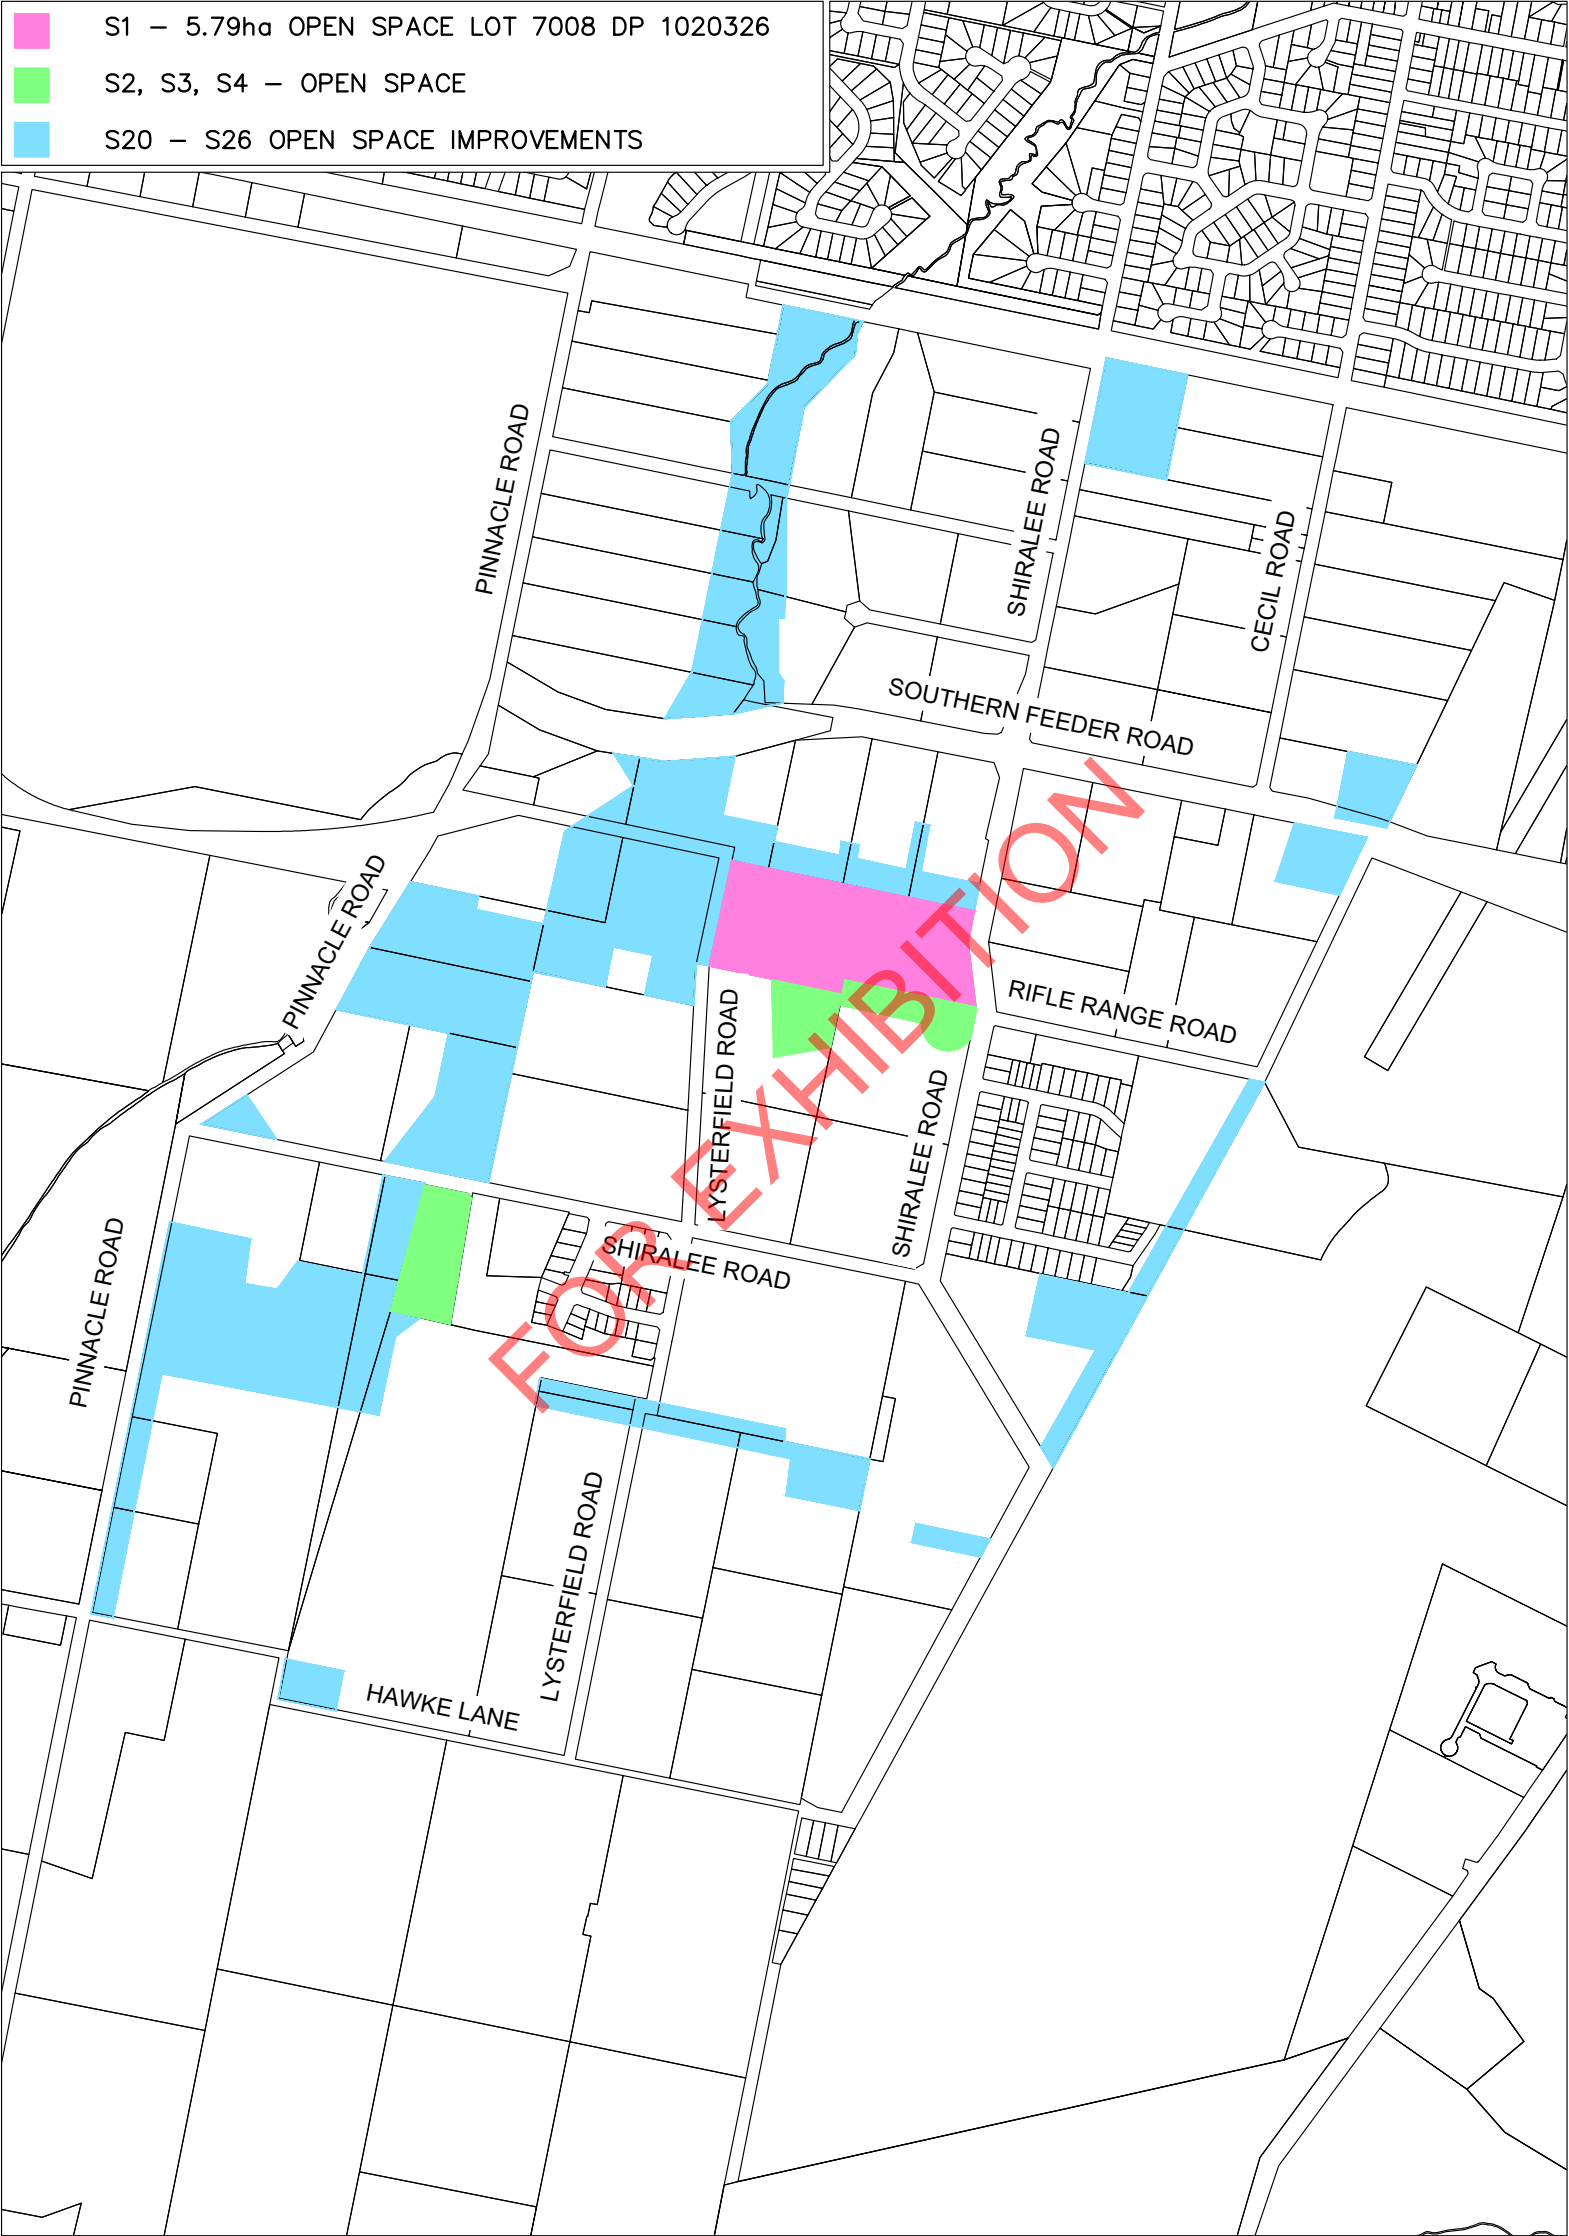 S1 – 5.79ha OPEN SPACE LOT 7008 DP 1020326
S2, S3, S4 – OPEN SPACE
S20 – S26 OPEN SPACE IMPROVEMENTS
PINNACLE ROAD
SHIRALEE ROAD
CECIL ROAD
SOUTHERN FEEDER ROAD
PINNACLE ROAD
RIFLE RANGE ROAD
LYSTERFIELD ROAD
SHIRALEE ROAD
FOR EXHIBITION
PINNACLE ROAD
SHIRALEE ROAD
LYSTERFIELD ROAD
HAWKE LANE